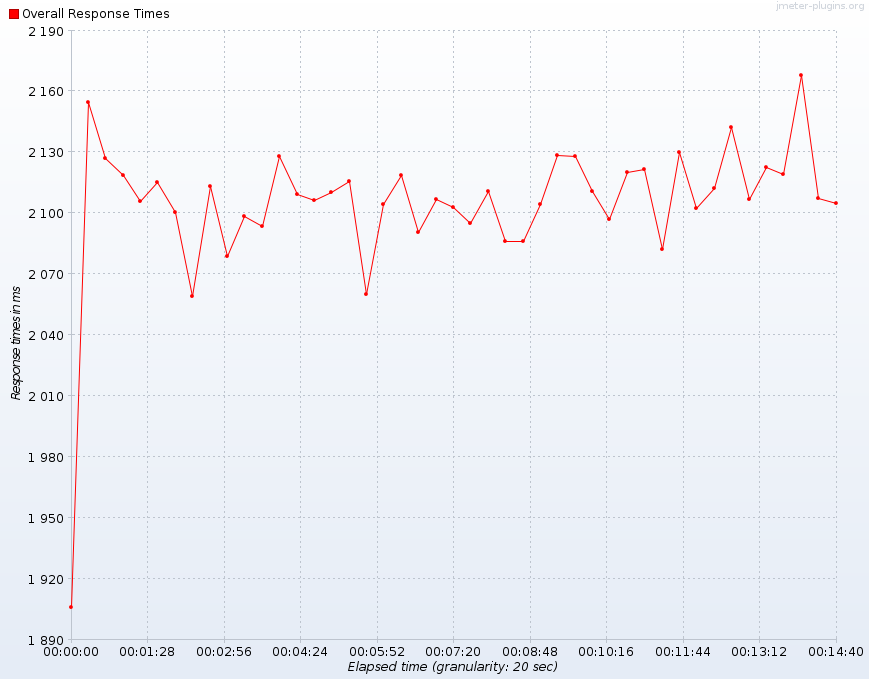 jmeter-plugins.org
Overall Response Times
2 190
2 160
2 130
2 100
2 070
2 040
2 010
1 980
1 950
1 920
1 890
Response times in ms
00:00:00 00:01:28 00:02:56 00:04:24 00:05:52 00:07:20 00:08:48 00:10:16 00:11:44 00:13:12 00:14:40
Elapsed time (granularity: 20 sec)